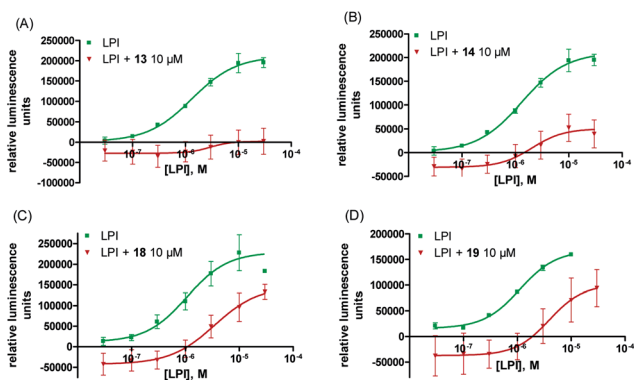 (A)
LPI
LPI + 13 10 µM
250000
200000
150000
100000
50000
0
-50000
-100000
10⁻⁷
10⁻⁶
10⁻⁵
10⁻⁴
[LPI], M
relative luminescence
units
(B)
LPI
LPI + 14 10 µM
250000
200000
150000
100000
50000
0
-50000
10⁻⁷
10⁻⁶
10⁻⁵
10⁻⁴
[LPI], M
relative luminescence
units
(C)
LPI
LPI + 18 10 µM
250000
200000
150000
100000
50000
0
-50000
10⁻⁷
10⁻⁶
10⁻⁵
10⁻⁴
[LPI], M
relative luminescence
units
(D)
LPI
LPI + 19 10 µM
200000
150000
100000
50000
0
-50000
10⁻⁷
10⁻⁶
10⁻⁵
10⁻⁴
[LPI], M
relative luminescence
units